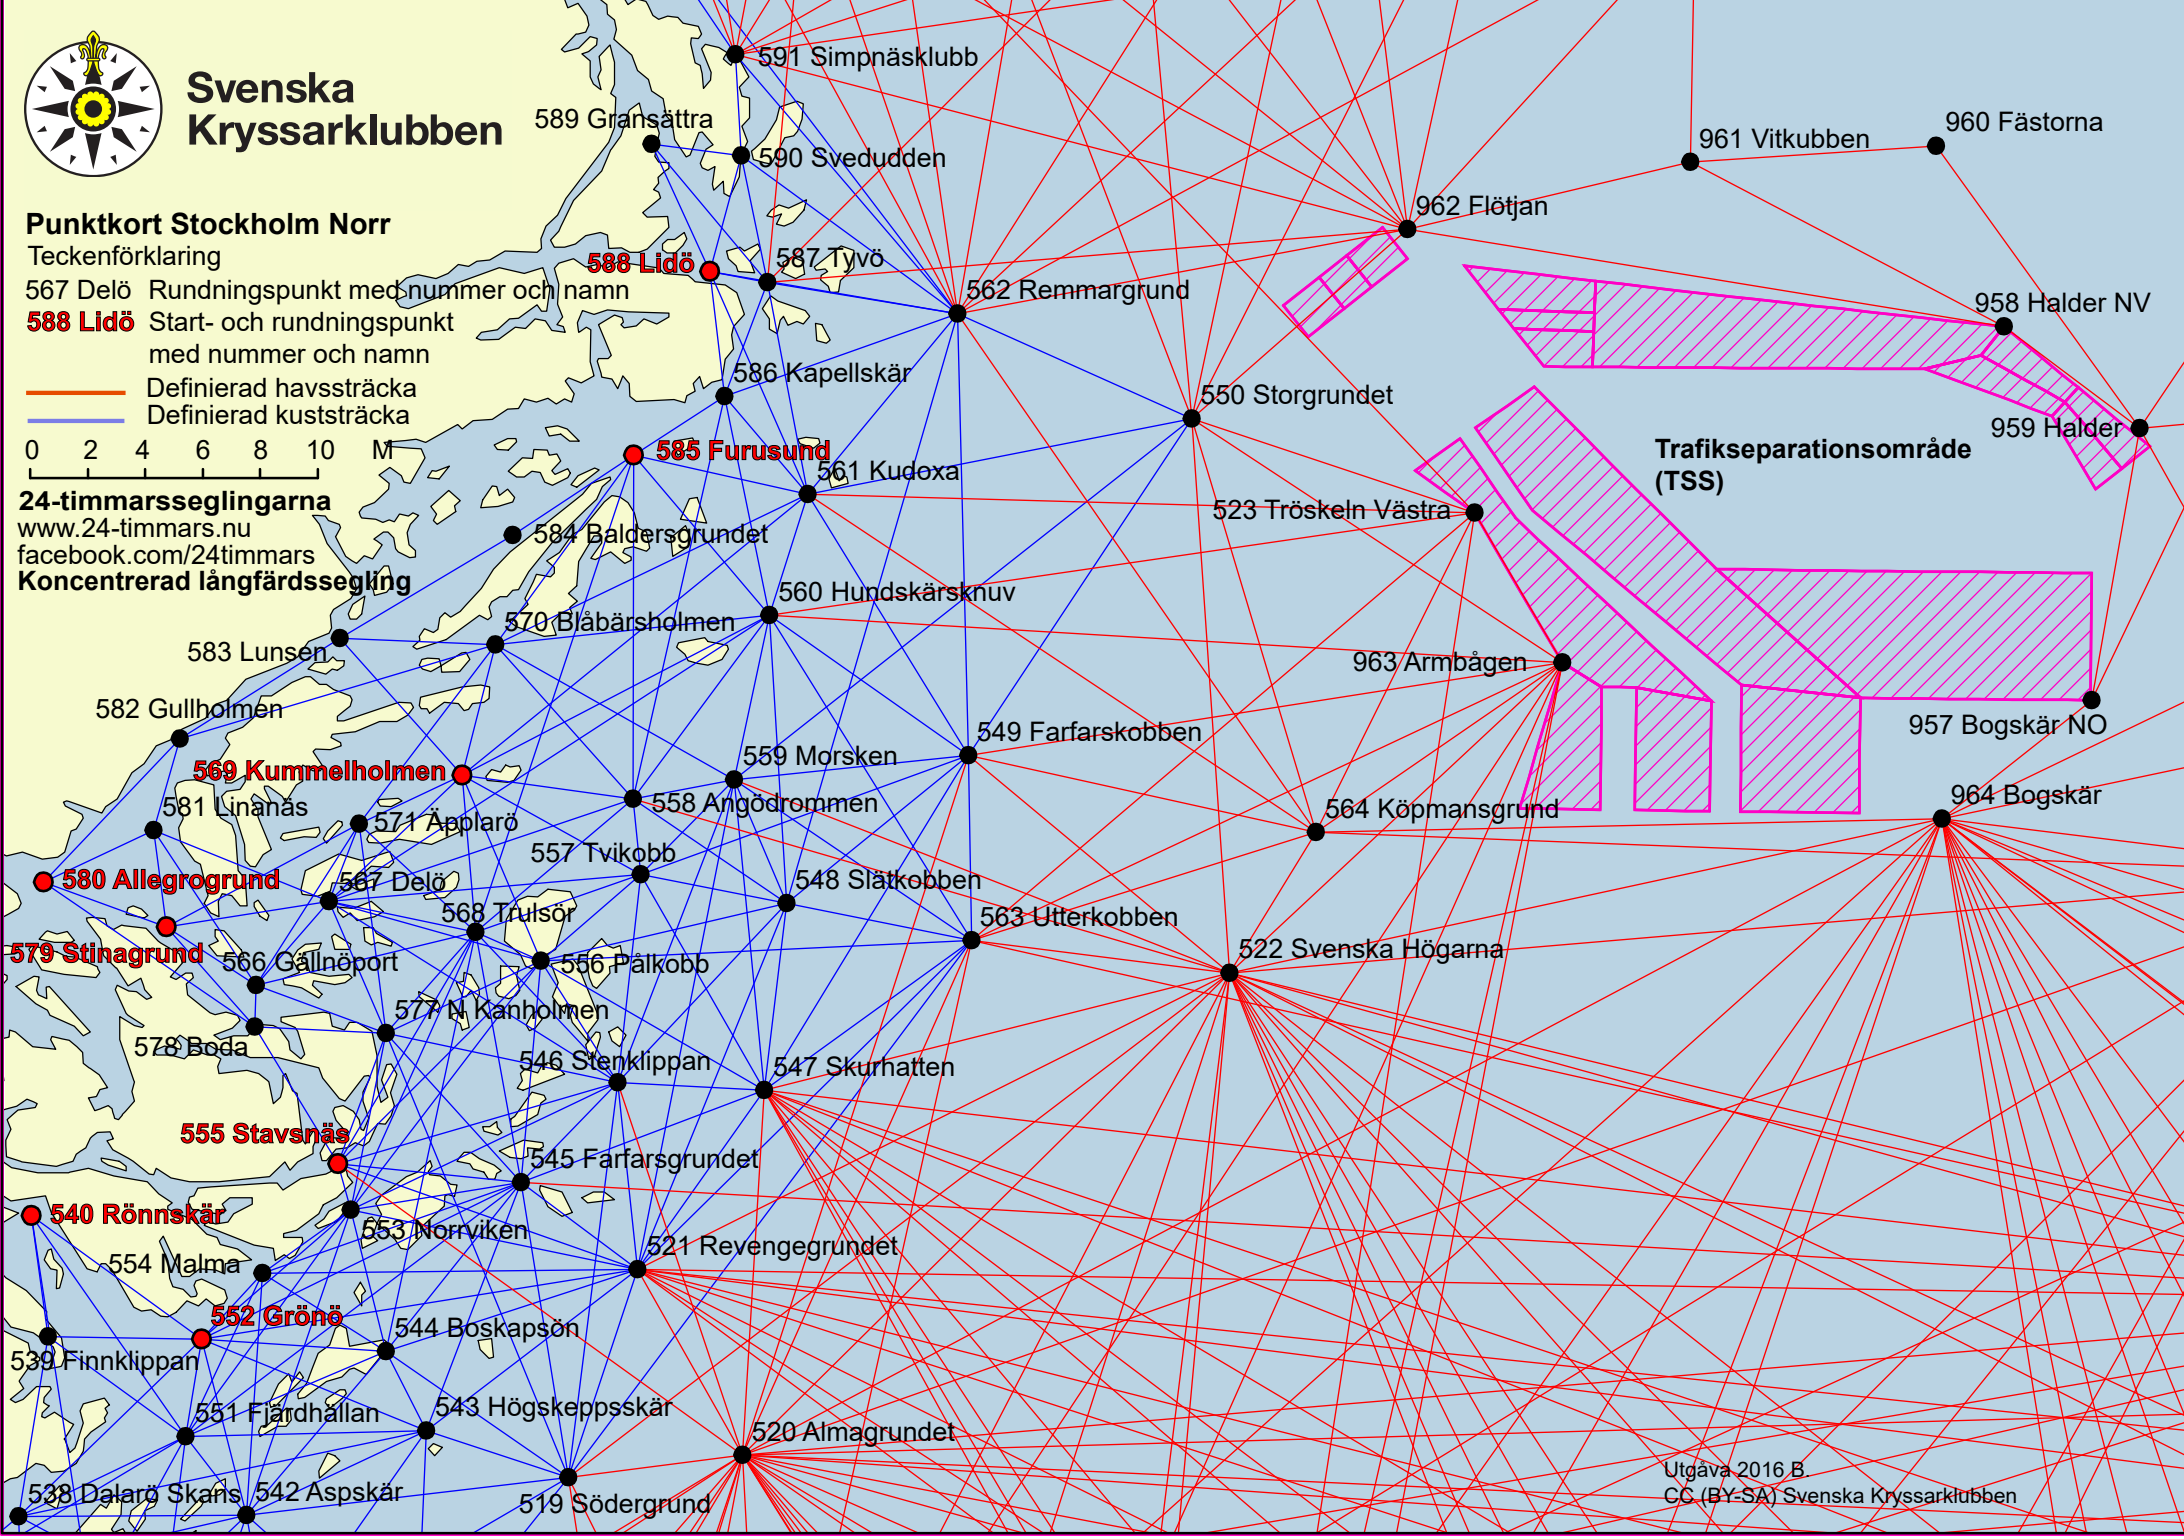 Svenska
Kryssarklubben
Punktkort Stockholm Norr
Teckenförklaring
567 Delö Rundningspunkt med nummer och namn
588 Lidö Start- och rundningspunkt
med nummer och namn
Definierad havssträcka
Definierad kuststräcka
0 2 4 6 8 10 M
24-timmarsseglingarna
www.24-timmars.nu
facebook.com/24timmars
Koncentrerad långfärdssegling
591 Simpnäsklubb
589 Gransättra
590 Svedudden
961 Vitkubben
960 Fästorna
962 Flötjan
588 Lidö
587 Tyvö
562 Remmargrund
958 Halder NV
586 Kapellskär
550 Storgrundet
959 Halder
Trafikseparationsområde
(TSS)
585 Furusund
561 Kudoxa
523 Tröskeln Västra
584 Baldersgrundet
560 Hundskärsknuv
570 Blåbärsholmen
583 Lunsen
963 Armbågen
582 Gullholmen
957 Bogskär NO
549 Farfarskobben
559 Morsken
569 Kummelholmen
558 Angödrommen
964 Bogskär
564 Köpmansgrund
581 Linanäs
571 Äpplarö
557 Tvikobb
580 Allegrogrund
567 Delö
548 Slätkobben
568 Trulsör
563 Utterkobben
579 Stinagrund
566 Gällnöport
556 Pålkobb
522 Svenska Högarna
577 N Kanholmen
578 Boda
546 Stenklippan
547 Skurhatten
555 Stavsnäs
545 Farfarsgrundet
540 Rönnskär
553 Norrviken
521 Revengegrundet
554 Malma
552 Grönö
544 Boskapsön
539 Finnklippan
551 Fjärdhällan
543 Högskeppsskär
520 Almagrundet
538 Dalarö Skans
542 Aspskär
519 Södergrund
Utgåva 2016 B.
CC (BY-SA) Svenska Kryssarklubben